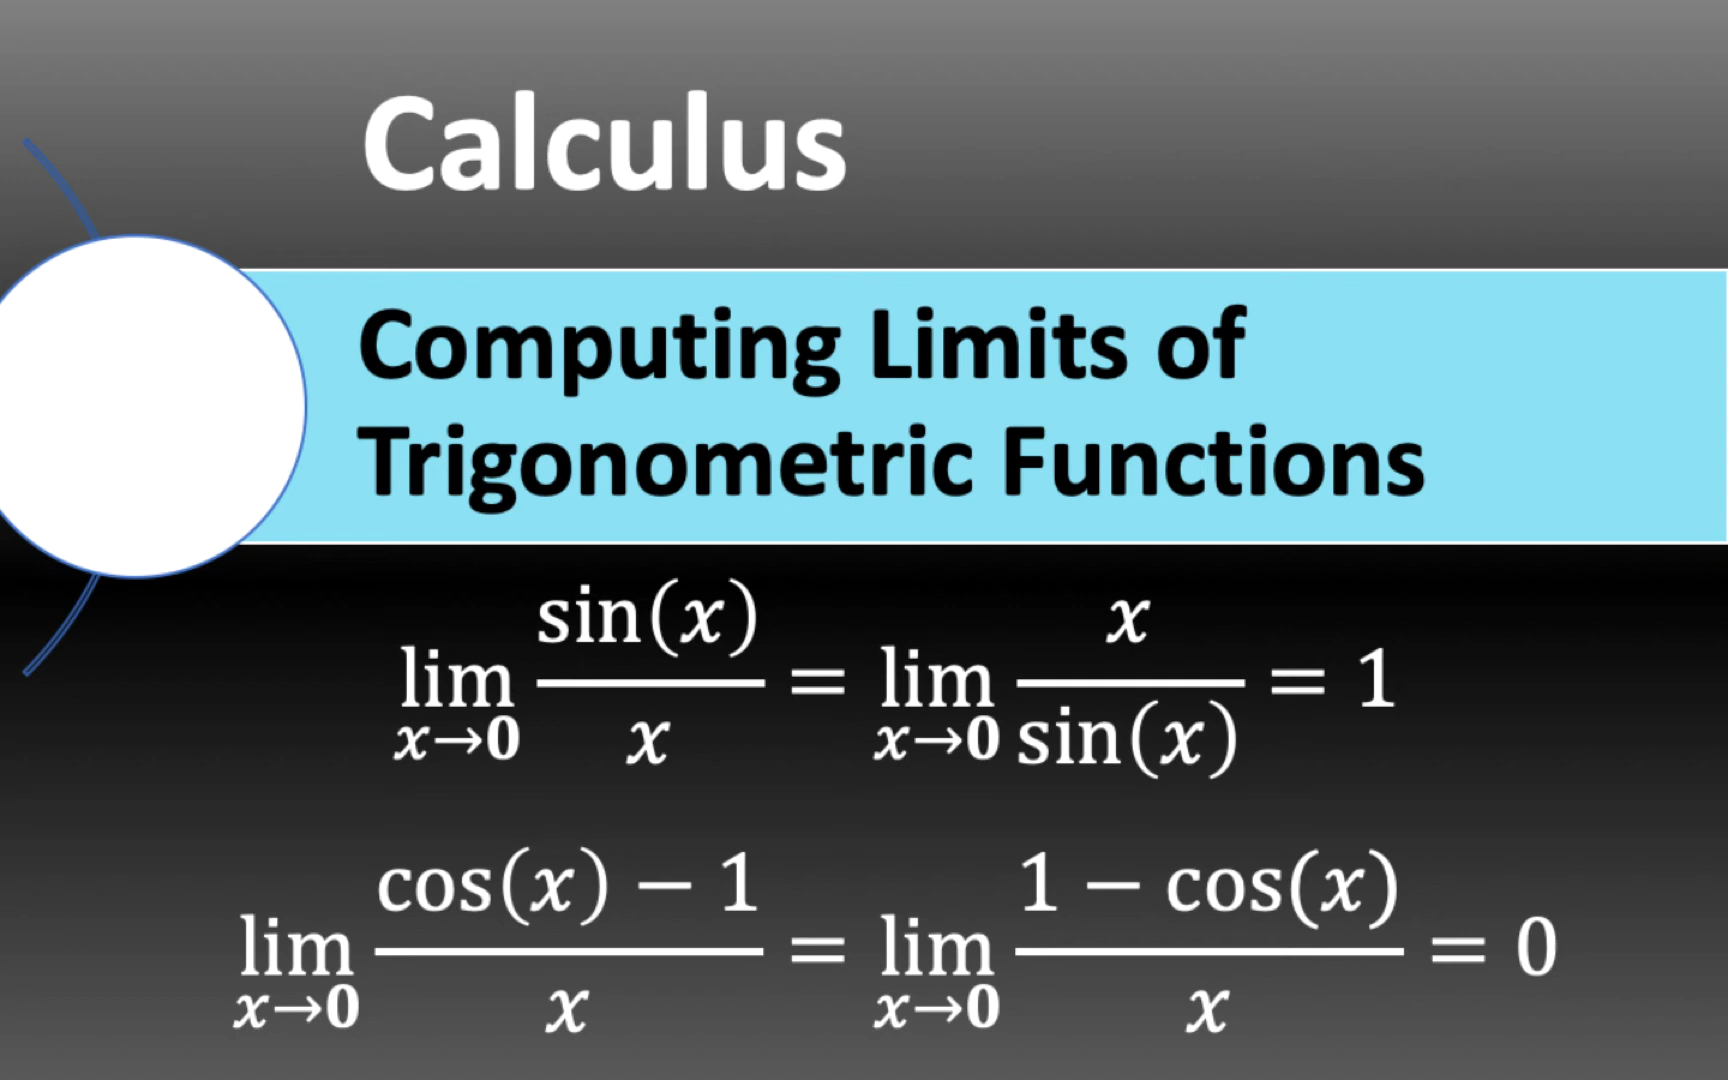 Calculus
Computing Limits of
Trigonometric Functions
lim x→0 sin(x)/x = lim x→0 x/sin(x) = 1
lim x→0 cos(x) − 1/x = lim x→0 1 − cos(x)/x = 0